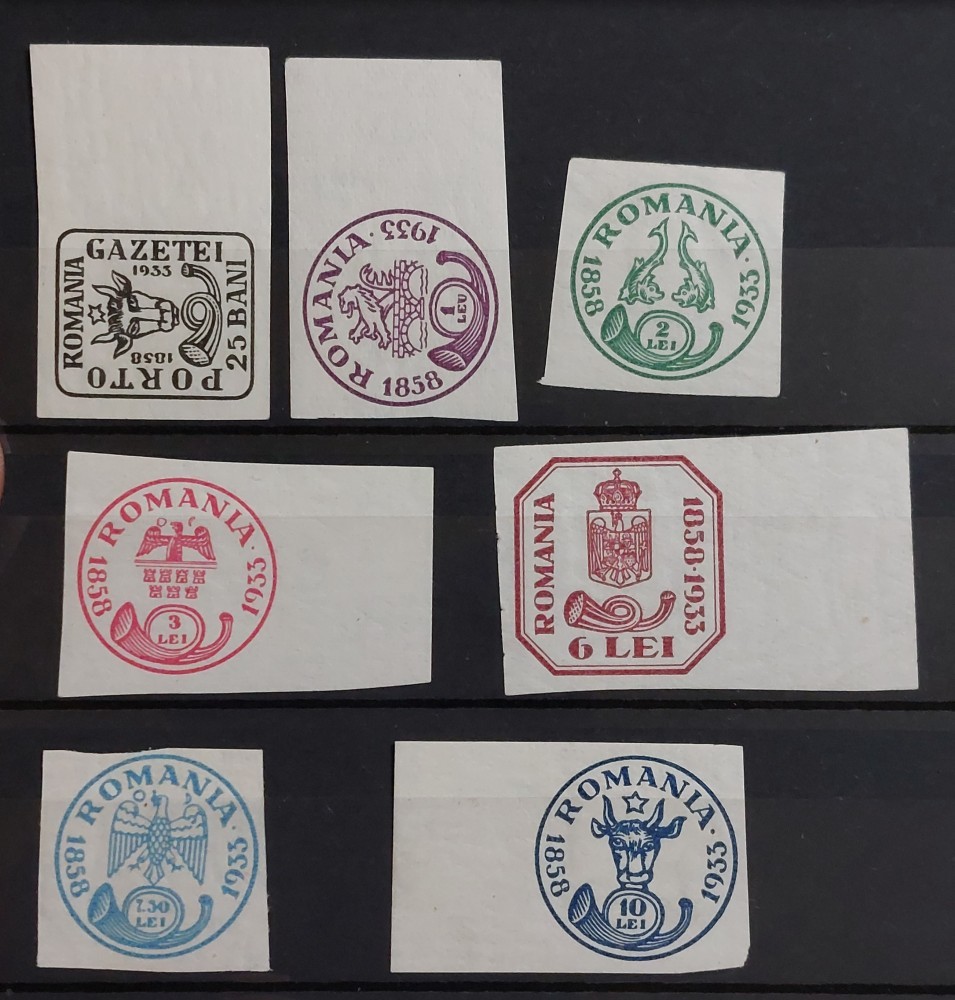 PORTO GAZETEI
ROMANIA
1933
1858
25 BANI
ROMANIA · 1933
1858
1
LEU
ROMANIA · 1933
1858
2
LEI
ROMANIA · 1933
1858
3
LEI
ROMANIA
1858·1933
6 LEI
ROMANIA · 1933
1858
7.50
LEI
ROMANIA · 1933
1858
10
LEI